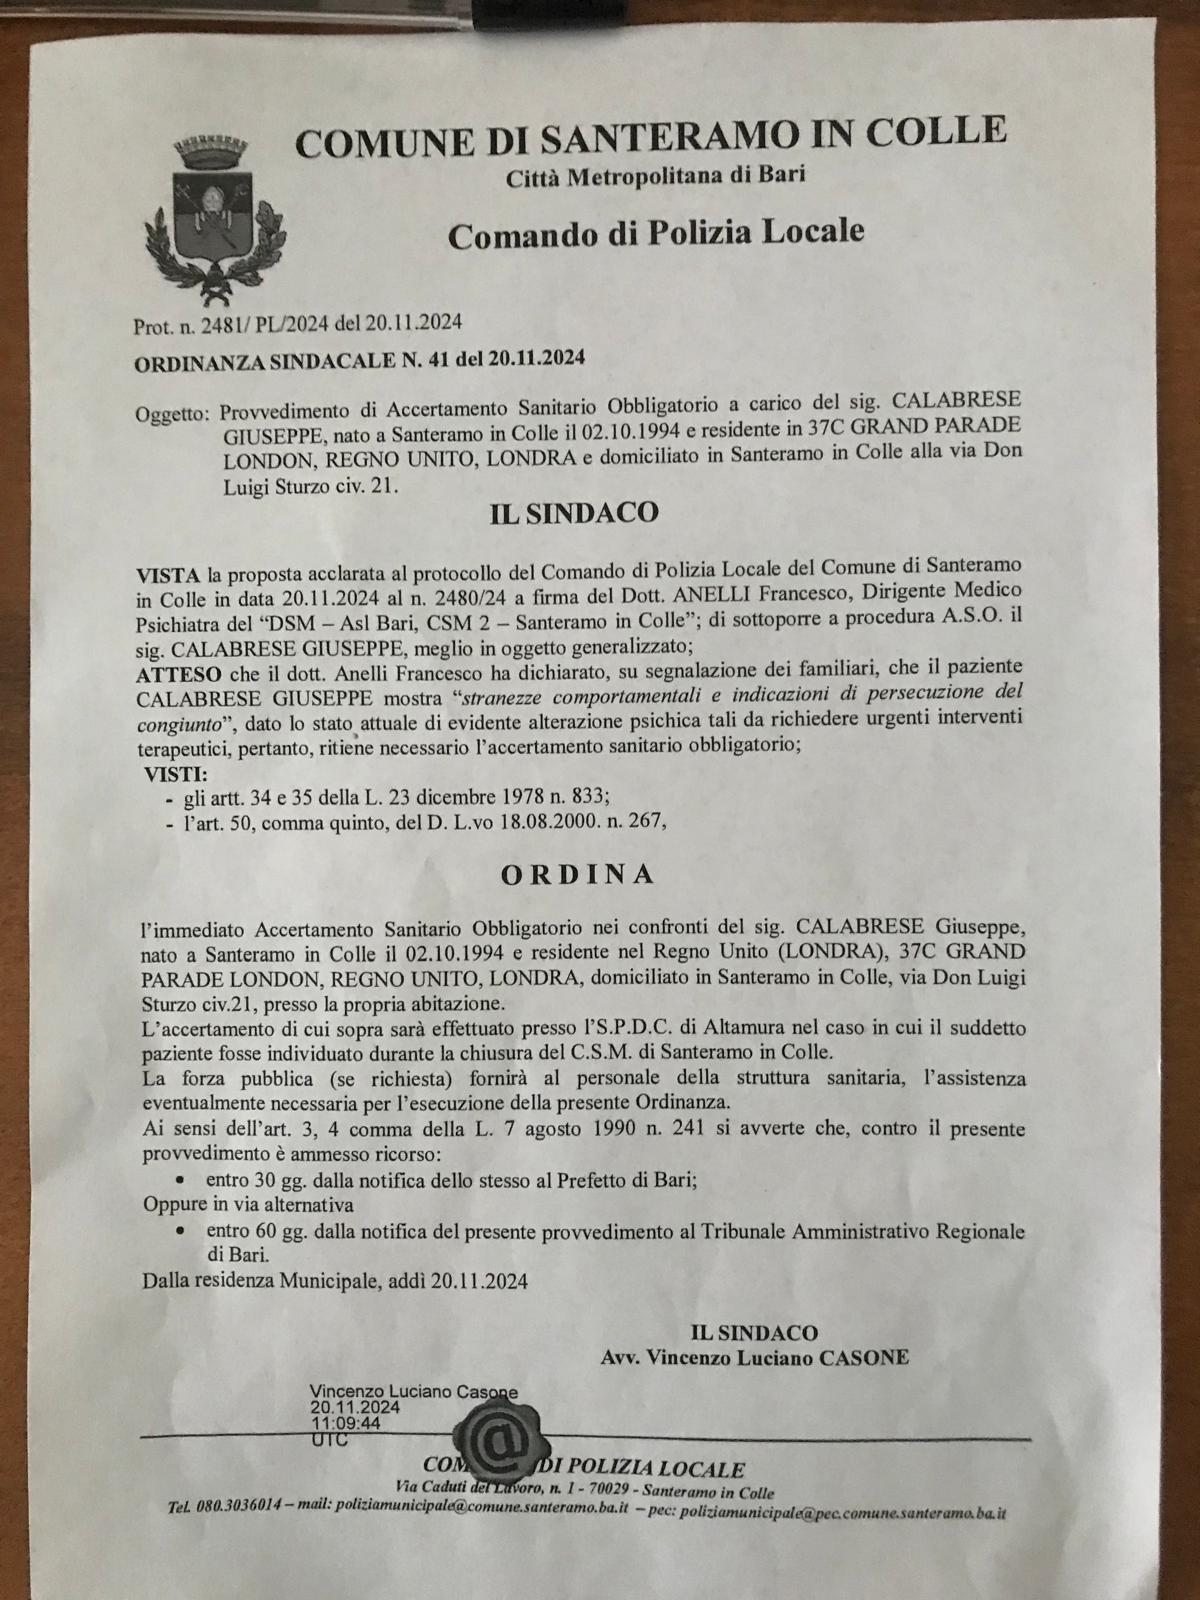 COMUNE DI SANTERAMO IN COLLE
Città Metropolitana di Bari
Comando di Polizia Locale
Prot. n. 2481/ PL/2024 del 20.11.2024
ORDINANZA SINDACALE N. 41 del 20.11.2024
Oggetto: Provvedimento di Accertamento Sanitario Obbligatorio a carico del sig. CALABRESE
GIUSEPPE, nato a Santeramo in Colle il 02.10.1994 e residente in 37C GRAND PARADE
LONDON, REGNO UNITO, LONDRA e domiciliato in Santeramo in Colle alla via Don
Luigi Sturzo civ. 21.
IL SINDACO
VISTA la proposta acclarata al protocollo del Comando di Polizia Locale del Comune di Santeramo
in Colle in data 20.11.2024 al n. 2480/24 a firma del Dott. ANELLI Francesco, Dirigente Medico
Psichiatra del “DSM – Asl Bari, CSM 2 – Santeramo in Colle”; di sottoporre a procedura A.S.O. il
sig. CALABRESE GIUSEPPE, meglio in oggetto generalizzato;
ATTESO che il dott. Anelli Francesco ha dichiarato, su segnalazione dei familiari, che il paziente
CALABRESE GIUSEPPE mostra “stranezze comportamentali e indicazioni di persecuzione del
congiunto”, dato lo stato attuale di evidente alterazione psichica tali da richiedere urgenti interventi
terapeutici, pertanto, ritiene necessario l’accertamento sanitario obbligatorio;
VISTI:
- gli artt. 34 e 35 della L. 23 dicembre 1978 n. 833;
- l’art. 50, comma quinto, del D. L.vo 18.08.2000. n. 267,
O R D I N A
l’immediato Accertamento Sanitario Obbligatorio nei confronti del sig. CALABRESE Giuseppe,
nato a Santeramo in Colle il 02.10.1994 e residente nel Regno Unito (LONDRA), 37C GRAND
PARADE LONDON, REGNO UNITO, LONDRA, domiciliato in Santeramo in Colle, via Don Luigi
Sturzo civ.21, presso la propria abitazione.
L’accertamento di cui sopra sarà effettuato presso l’S.P.D.C. di Altamura nel caso in cui il suddetto
paziente fosse individuato durante la chiusura del C.S.M. di Santeramo in Colle.
La forza pubblica (se richiesta) fornirà al personale della struttura sanitaria, l’assistenza
eventualmente necessaria per l’esecuzione della presente Ordinanza.
Ai sensi dell’art. 3, 4 comma della L. 7 agosto 1990 n. 241 si avverte che, contro il presente
provvedimento è ammesso ricorso:
• entro 30 gg. dalla notifica dello stesso al Prefetto di Bari;
Oppure in via alternativa
• entro 60 gg. dalla notifica del presente provvedimento al Tribunale Amministrativo Regionale
di Bari.
Dalla residenza Municipale, addì 20.11.2024
IL SINDACO
Avv. Vincenzo Luciano CASONE
Vincenzo Luciano Casone
20.11.2024
11:09:44
UTC
@
DI POLIZIA LOCALE
Via Caduti del Lavoro, n. 1 - 70029 - Santeramo in Colle
Tel. 080.3036014 – mail: poliziamunicipale@comune.santeramo.ba.it – pec: poliziamunicipale@pec.comune.santeramo.ba.it